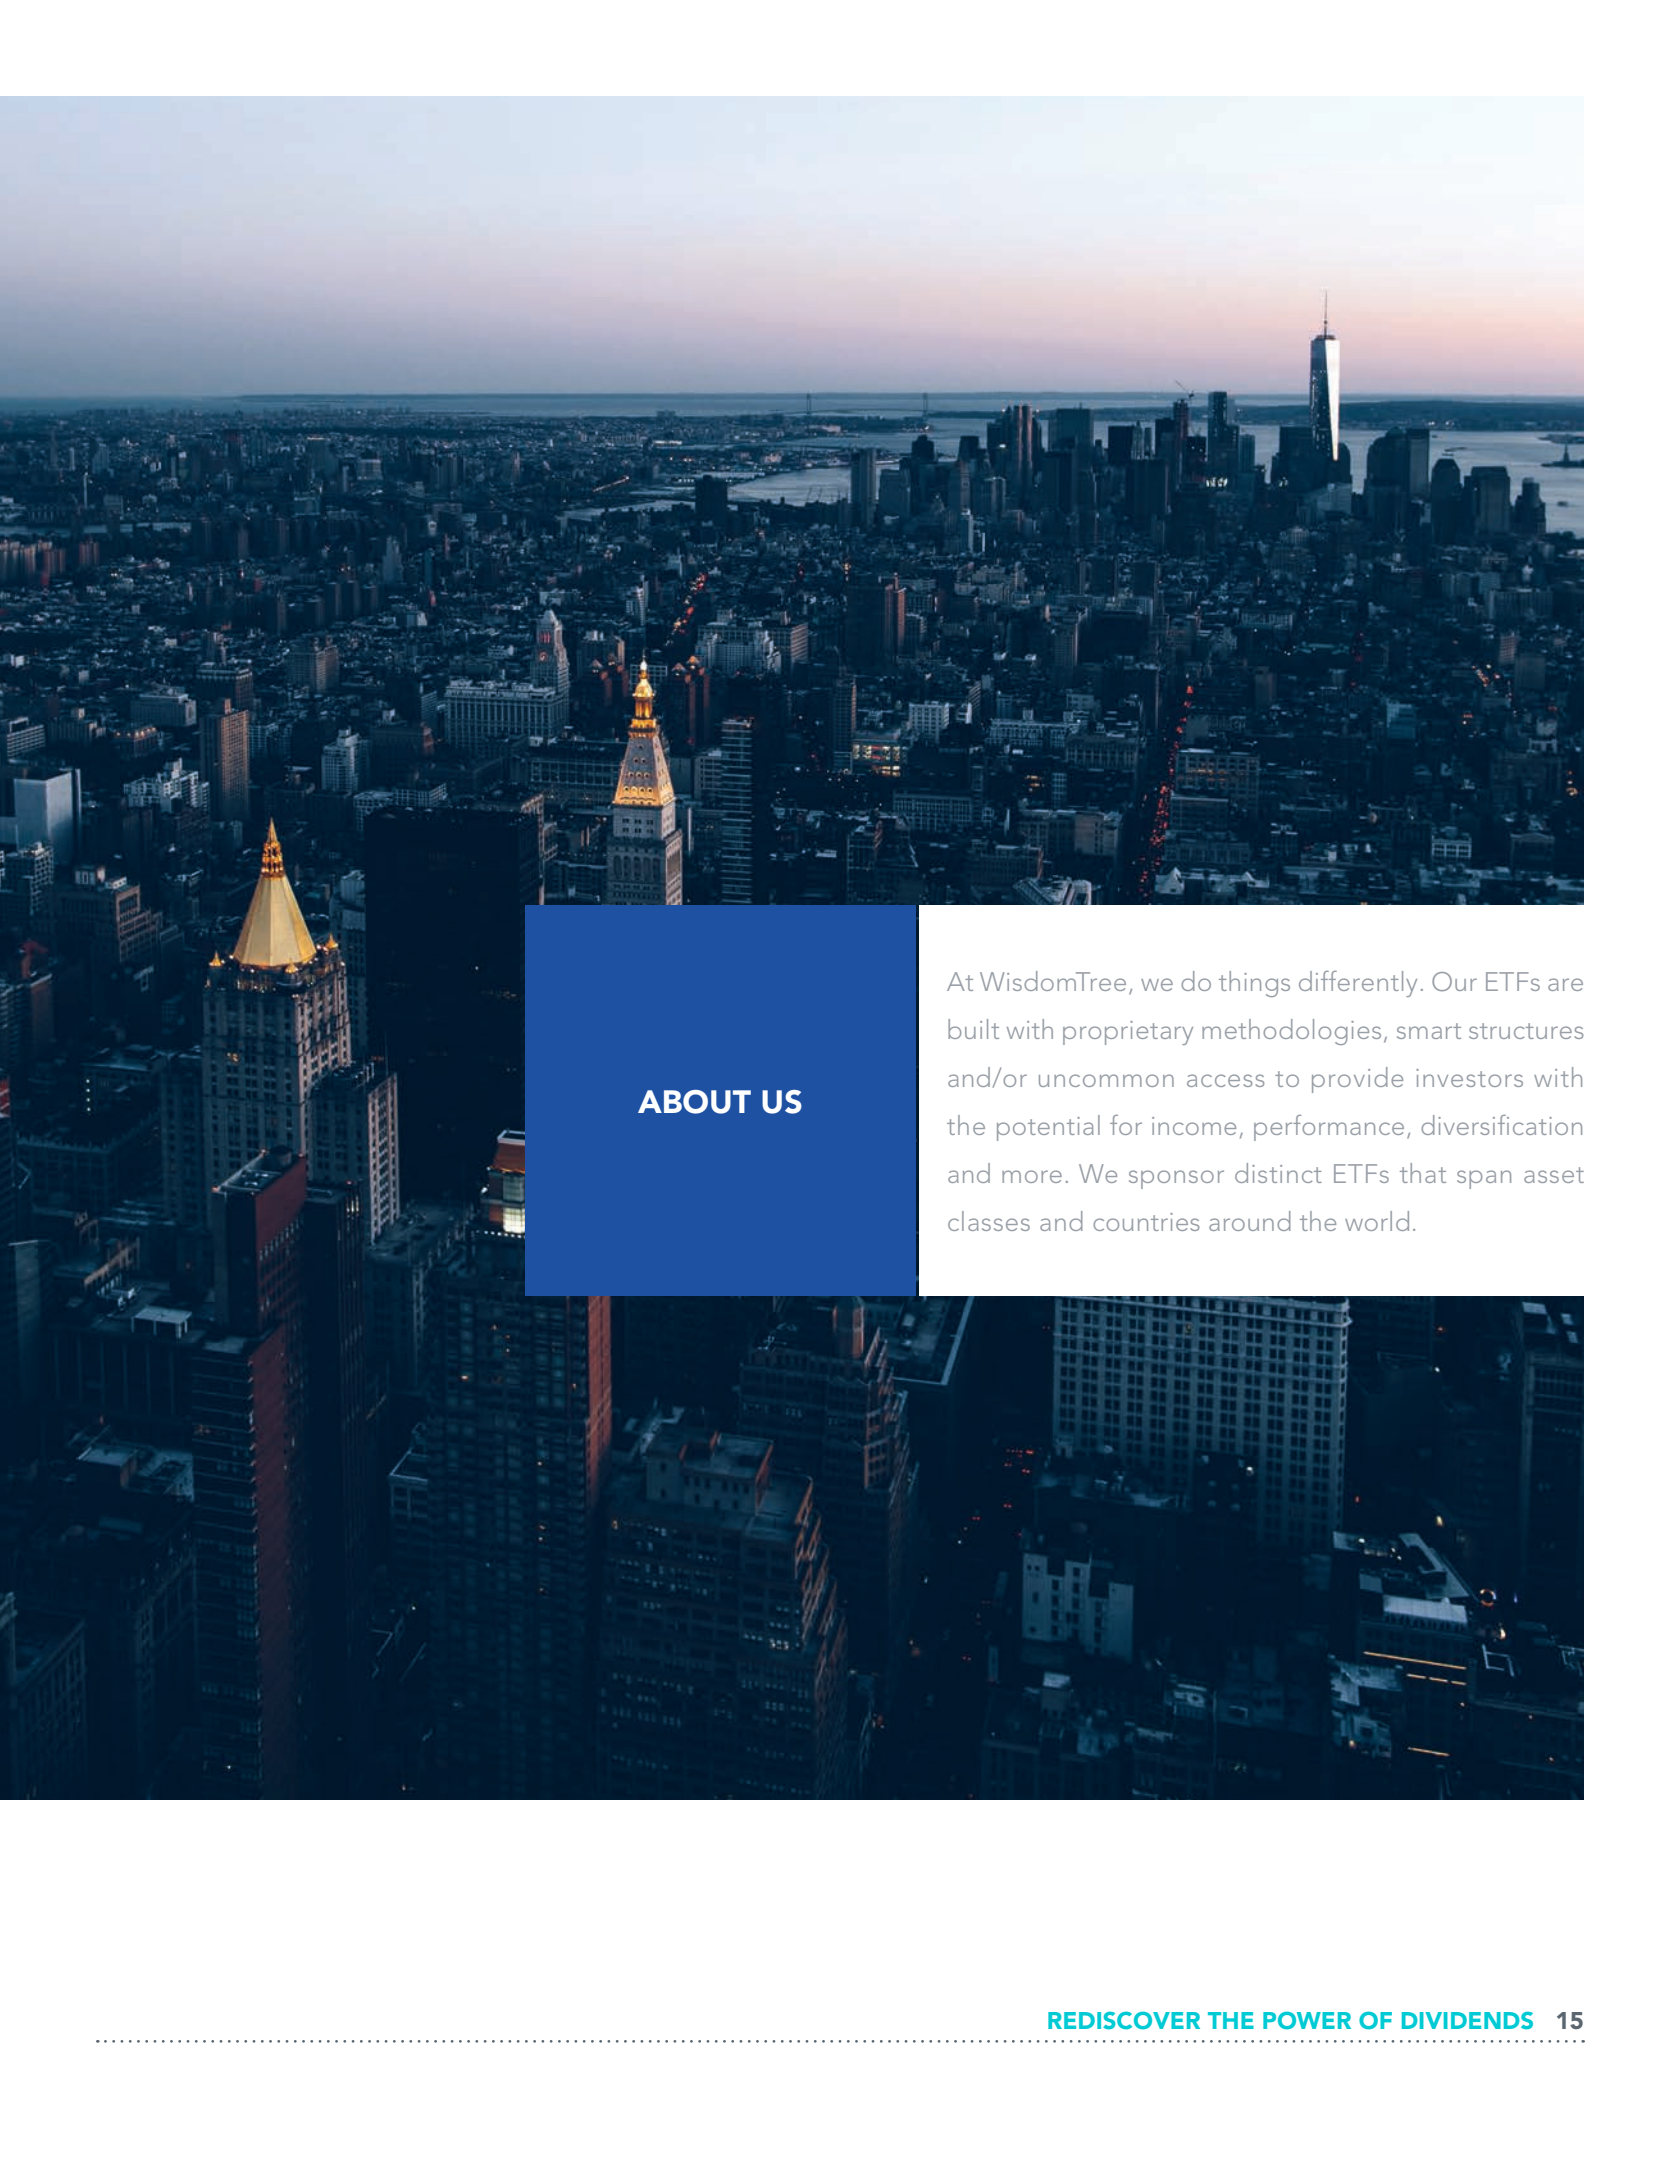 ABOUT US
At WisdomTree, we do things differently. Our ETFs are
built with proprietary methodologies, smart structures
and/or uncommon access to provide investors with
the potential for income, performance, diversification
and more. We sponsor distinct ETFs that span asset
classes and countries around the world.
REDISCOVER THE POWER OF DIVIDENDS 15